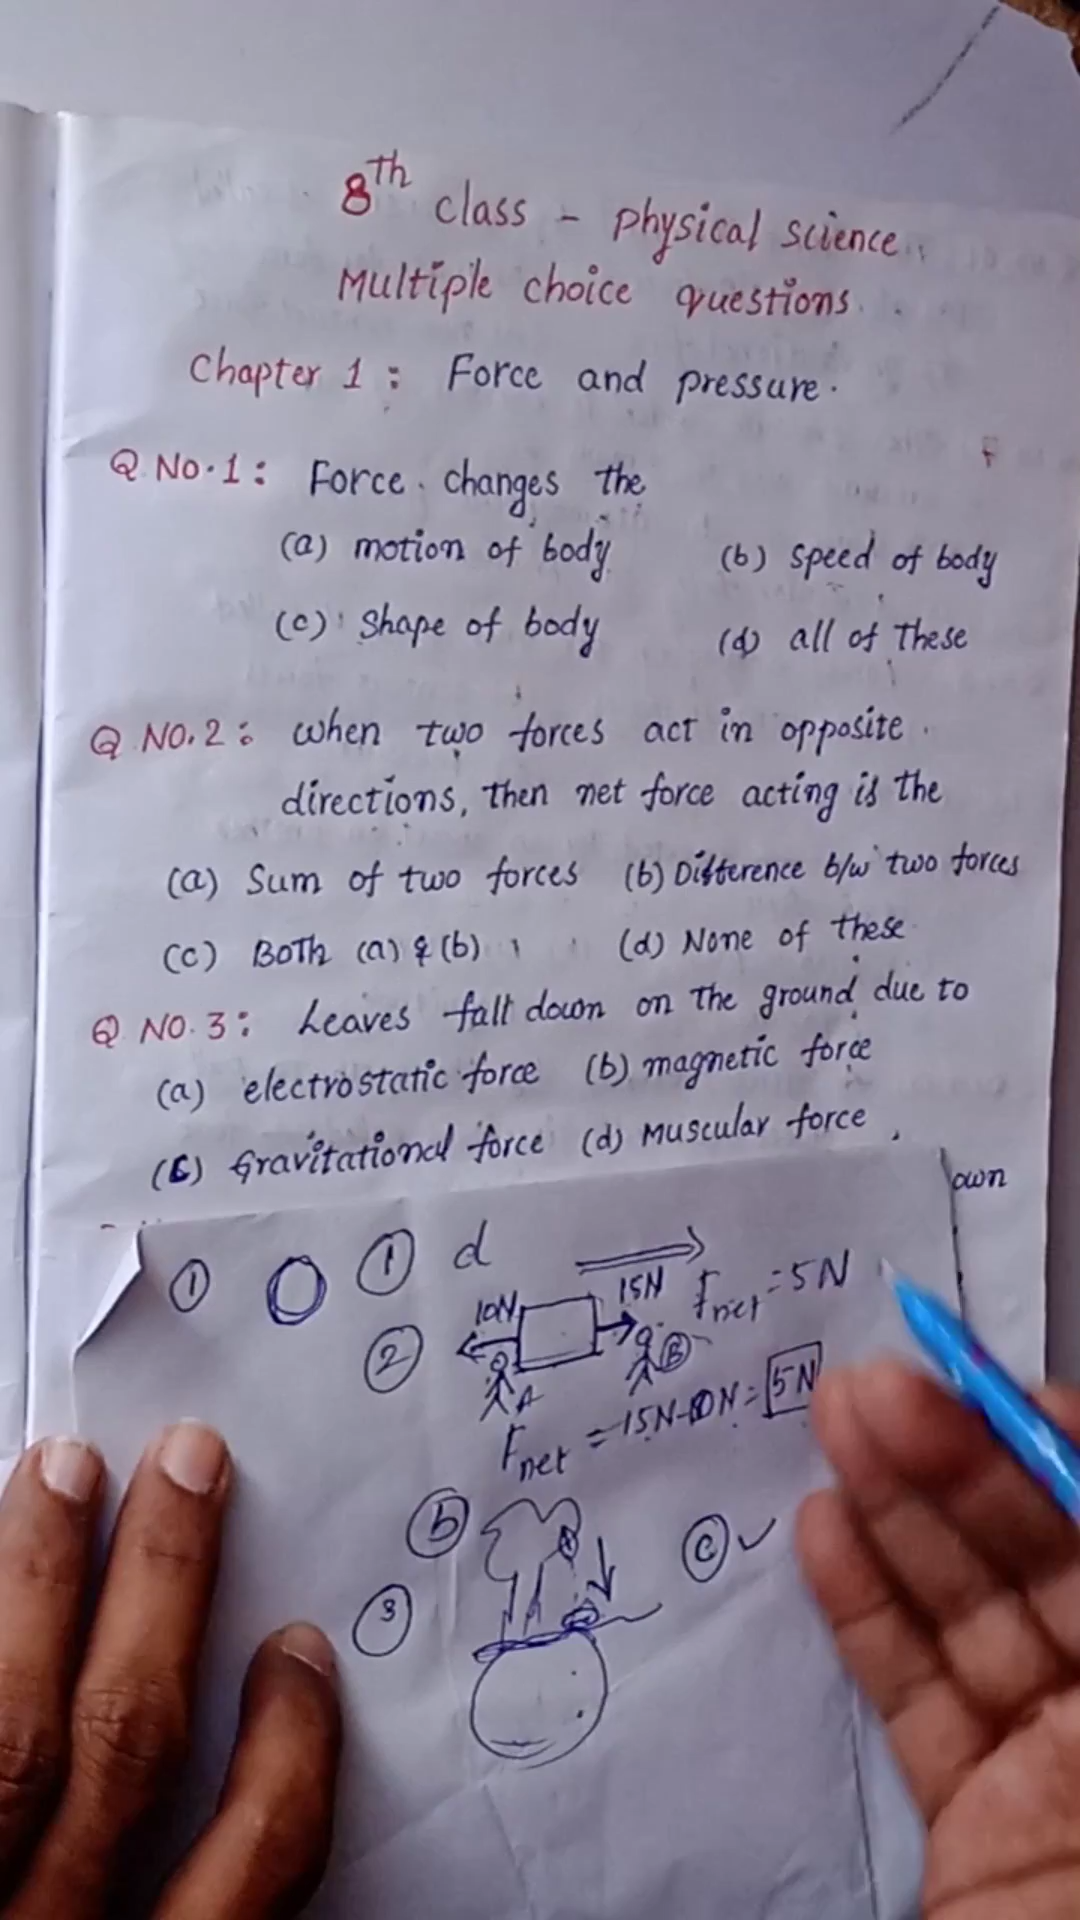 8th class - physical science
Multiple choice questions.
Chapter 1 : Force and pressure.
Q No.1 : Force changes the
(a) motion of body (b) speed of body
(c) Shape of body (d) all of these
Q NO.2 : when two forces act in opposite
directions, then net force acting is the
(a) Sum of two forces (b) Difference b/w two forces
(c) Both (a) & (b) (d) None of these
Q NO.3 : Leaves fall down on the ground due to
(a) electrostatic force (b) magnetic force
(c) Gravitational force (d) Muscular force
own
1 1 d
2 10N 15N Fnet = 5N
A B
Fnet = 15N-10N = 5N
b c
3